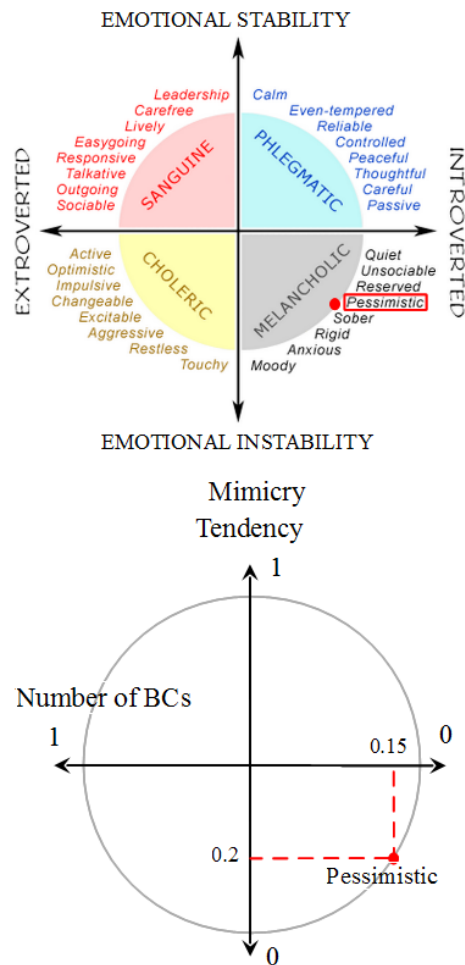 EMOTIONAL STABILITY
Leadership
Carefree
Lively
Easygoing
Responsive
Talkative
Outgoing
Sociable
SANGUINE
Calm
Even-tempered
Reliable
Controlled
Peaceful
Thoughtful
Careful
Passive
PHLEGMATIC
EXTROVERTED
INTROVERTED
Active
Optimistic
Impulsive
Changeable
Excitable
Aggressive
Restless
Touchy
CHOLERIC
MELANCHOLIC
Quiet
Unsociable
Reserved
Pessimistic
Sober
Rigid
Anxious
Moody
EMOTIONAL INSTABILITY
Mimicry
Tendency
1
Number of BCs
1
0.15
0
0.2
Pessimistic
0